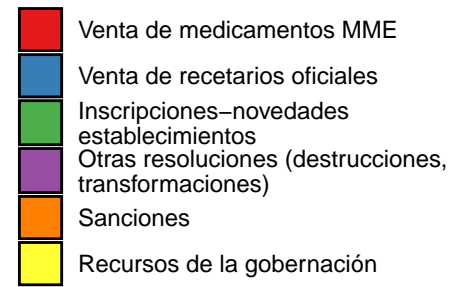 Venta de medicamentos MME
Venta de recetarios oficiales
Inscripciones−novedades
establecimientos
Otras resoluciones (destrucciones,
transformaciones)
Sanciones
Recursos de la gobernación